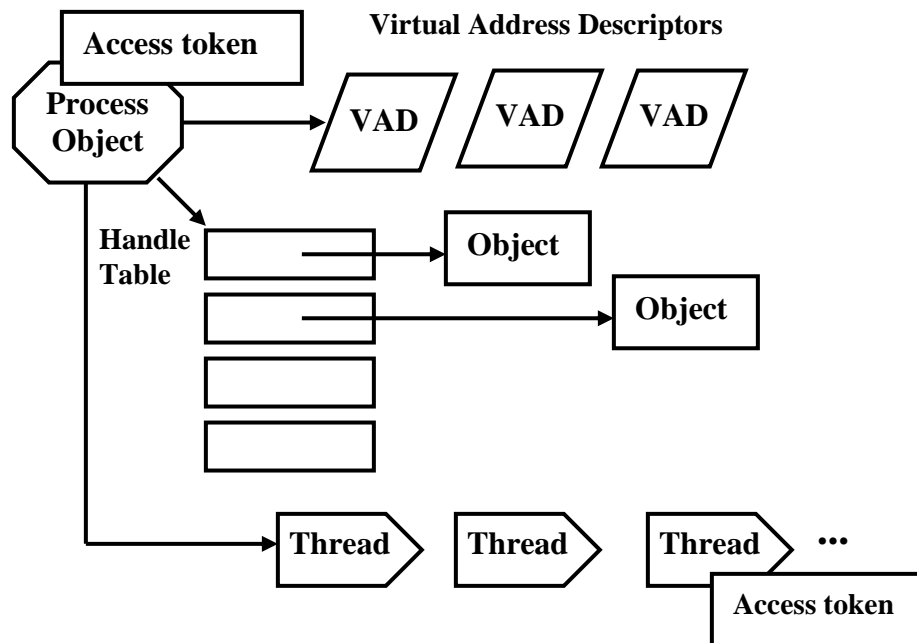 Virtual Address Descriptors
Access token
Process
Object
VAD
VAD
VAD
Handle
Table
Object
Object
Thread
Thread
Thread
...
Access token